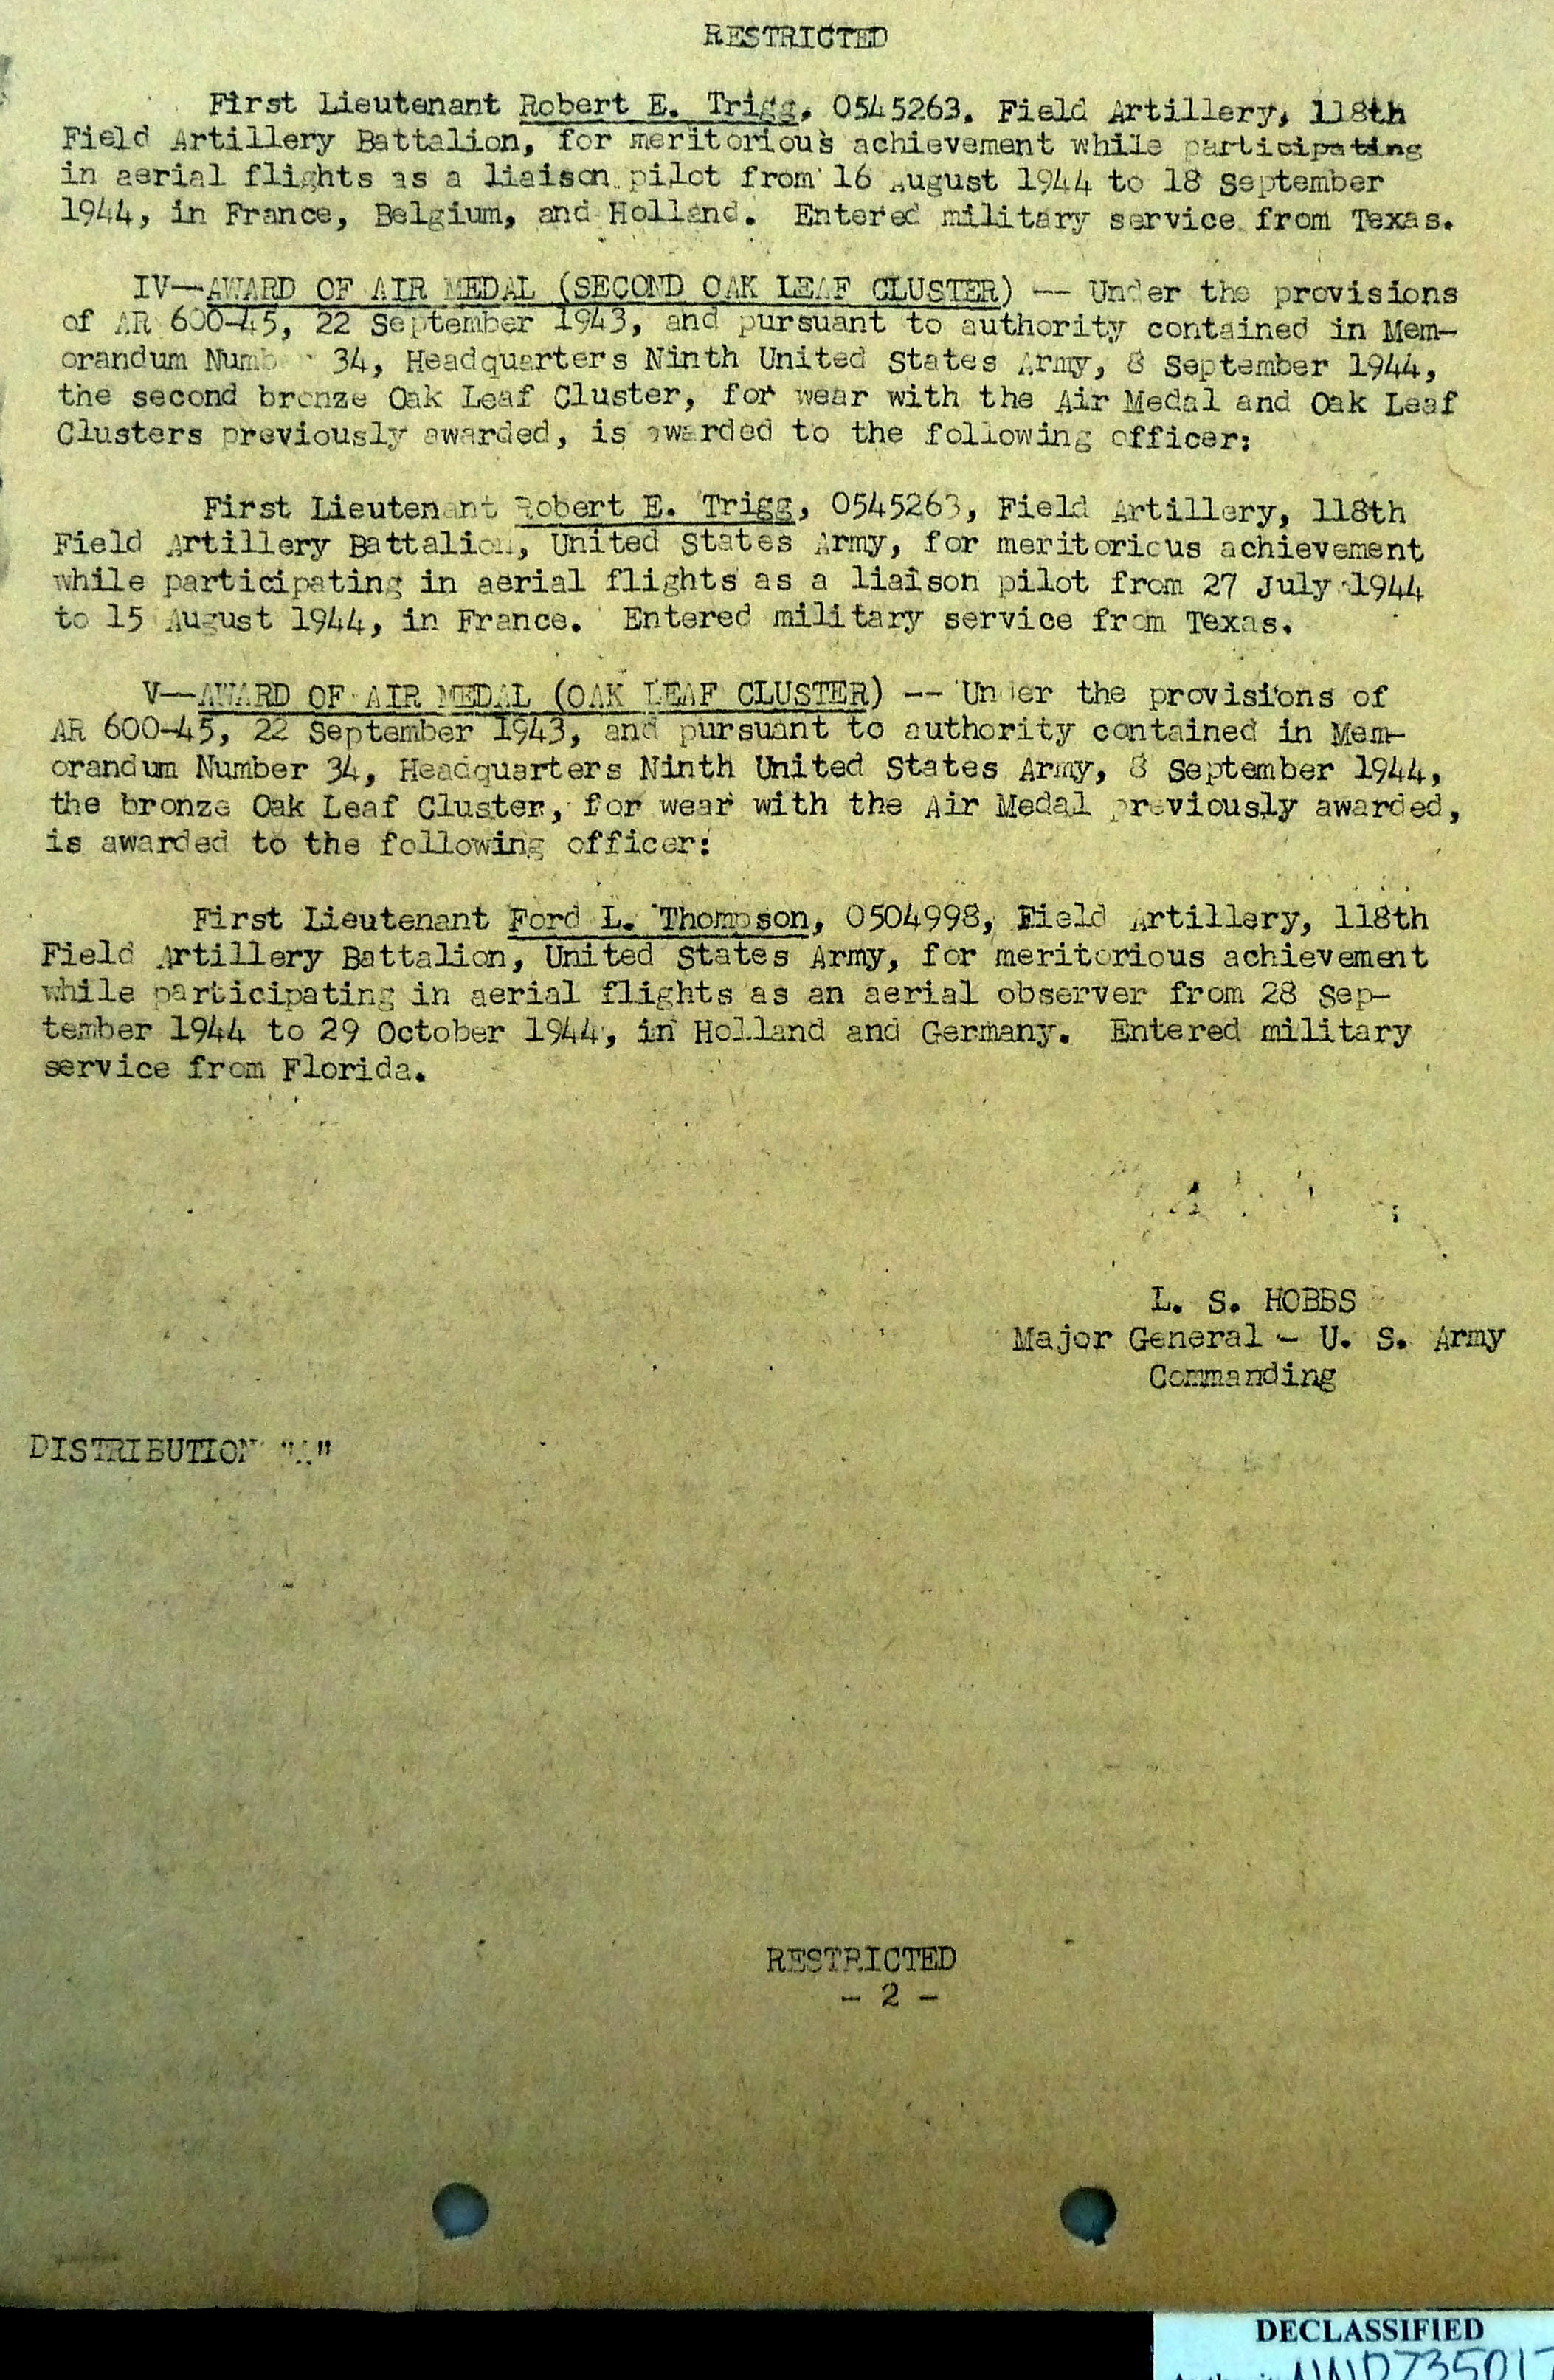 RESTRICTED
First Lieutenant Robert E. Trigg, O545263, Field Artillery, 118th
Field Artillery Battalion, for meritorious achievement while participating
in aerial flights as a liaison pilot from 16 August 1944 to 18 September
1944, in France, Belgium, and Holland. Entered military service from Texas.
IV—AWARD OF AIR MEDAL (SECOND OAK LEAF CLUSTER) -- Under the provisions
of AR 600-45, 22 September 1943, and pursuant to authority contained in Mem-
orandum Number 34, Headquarters Ninth United States Army, 8 September 1944,
the second bronze Oak Leaf Cluster, for wear with the Air Medal and Oak Leaf
Clusters previously awarded, is awarded to the following officer:
First Lieutenant Robert E. Trigg, O545263, Field Artillery, 118th
Field Artillery Battalion, United States Army, for meritorious achievement
while participating in aerial flights as a liaison pilot from 27 July 1944
to 15 August 1944, in France. Entered military service from Texas.
V—AWARD OF AIR MEDAL (OAK LEAF CLUSTER) -- Under the provisions of
AR 600-45, 22 September 1943, and pursuant to authority contained in Mem-
orandum Number 34, Headquarters Ninth United States Army, 8 September 1944,
the bronze Oak Leaf Cluster, for wear with the Air Medal previously awarded,
is awarded to the following officer:
First Lieutenant Ford L. Thompson, O504998, Field Artillery, 118th
Field Artillery Battalion, United States Army, for meritorious achievement
while participating in aerial flights as an aerial observer from 28 Sep-
tember 1944 to 29 October 1944, in Holland and Germany. Entered military
service from Florida.
L. S. HOBBS
Major General - U. S. Army
Commanding
DISTRIBUTION
RESTRICTED
- 2 -
DECLASSIFIED